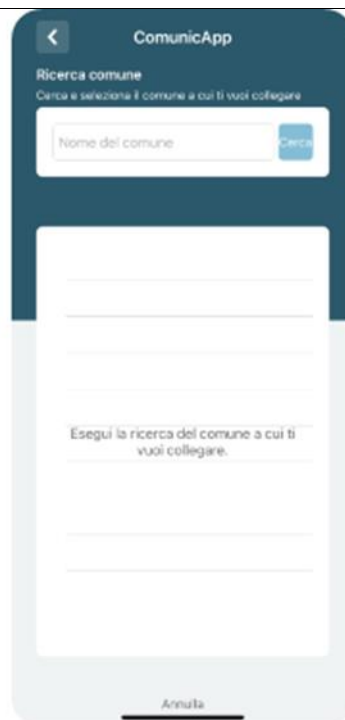 ComunicApp
Ricerca comune
Cerca e seleziona il comune a cui ti vuoi collegare
Nome del comune
Cerca
Esegui la ricerca del comune a cui ti
vuoi collegare.
Annulla